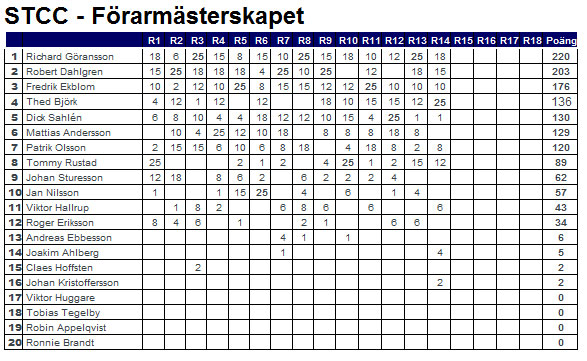 STCC - Förarmästerskapet
R1 R2 R3 R4 R5 R6 R7 R8 R9 R10 R11 R12 R13 R14 R15 R16 R17 R18 Poäng
1 Richard Göransson 18 6 25 15 8 15 10 25 15 18 10 12 25 18 220
2 Robert Dahlgren 15 25 18 18 18 4 25 10 25 12 18 15 203
3 Fredrik Ekblom 10 2 12 10 25 8 15 15 12 12 25 10 10 10 176
4 Thed Björk 4 12 1 12 12 18 10 15 15 12 25 136
5 Dick Sahlén 6 8 10 4 4 18 12 12 10 15 4 25 1 1 130
6 Mattias Andersson 10 4 25 12 10 18 8 8 8 18 8 129
7 Patrik Olsson 2 15 15 6 10 6 8 18 4 18 8 2 8 120
8 Tommy Rustad 25 2 1 2 4 25 1 2 15 12 89
9 Johan Sturesson 12 18 8 6 2 6 2 2 2 4 62
10 Jan Nilsson 1 1 15 25 4 6 1 4 57
11 Viktor Hallrup 1 8 2 6 8 6 6 6 43
12 Roger Eriksson 8 4 6 1 2 1 6 6 34
13 Andreas Ebbesson 4 1 1 6
14 Joakim Ahlberg 1 4 5
15 Claes Hoffsten 2 2
16 Johan Kristoffersson 2 2
17 Viktor Huggare 0
18 Tobias Tegelby 0
19 Robin Appelqvist 0
20 Ronnie Brandt 0